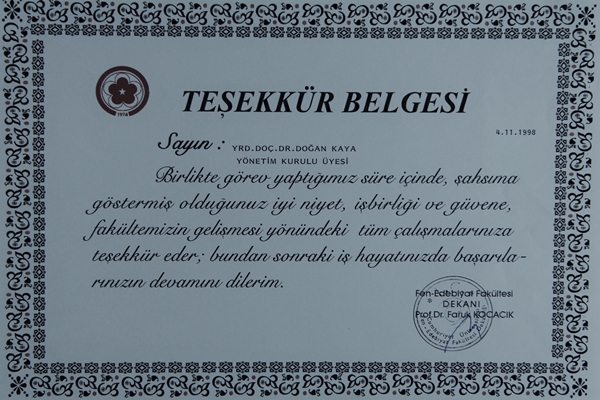 1974
TEŞEKKÜR BELGESİ
4.11.1998
Sayın : YRD.DOÇ.DR.DOĞAN KAYA
YÖNETİM KURULU ÜYESİ
Birlikte görev yaptığımız süre içinde, şahsıma
göstermiş olduğunuz iyi niyet, işbirliği ve güvene,
fakültemizin gelişmesi yönündeki tüm çalışmalarınıza
teşekkür eder; bundan sonraki iş hayatınızda başarıla-
rınızın devamını dilerim.
Fen-Edebiyat Fakültesi
DEKANI
Prof.Dr. Faruk KOCACIK